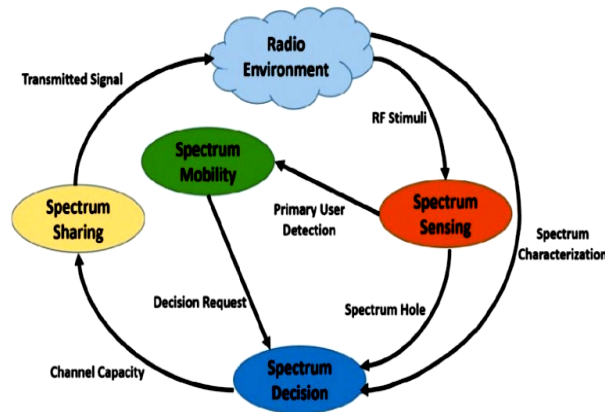 Radio
Environment
Transmitted Signal
RF Stimuli
Spectrum
Mobility
Spectrum
Sharing
Primary User
Detection
Spectrum
Sensing
Spectrum
Characterization
Decision Request
Spectrum Hole
Channel Capacity
Spectrum
Decision